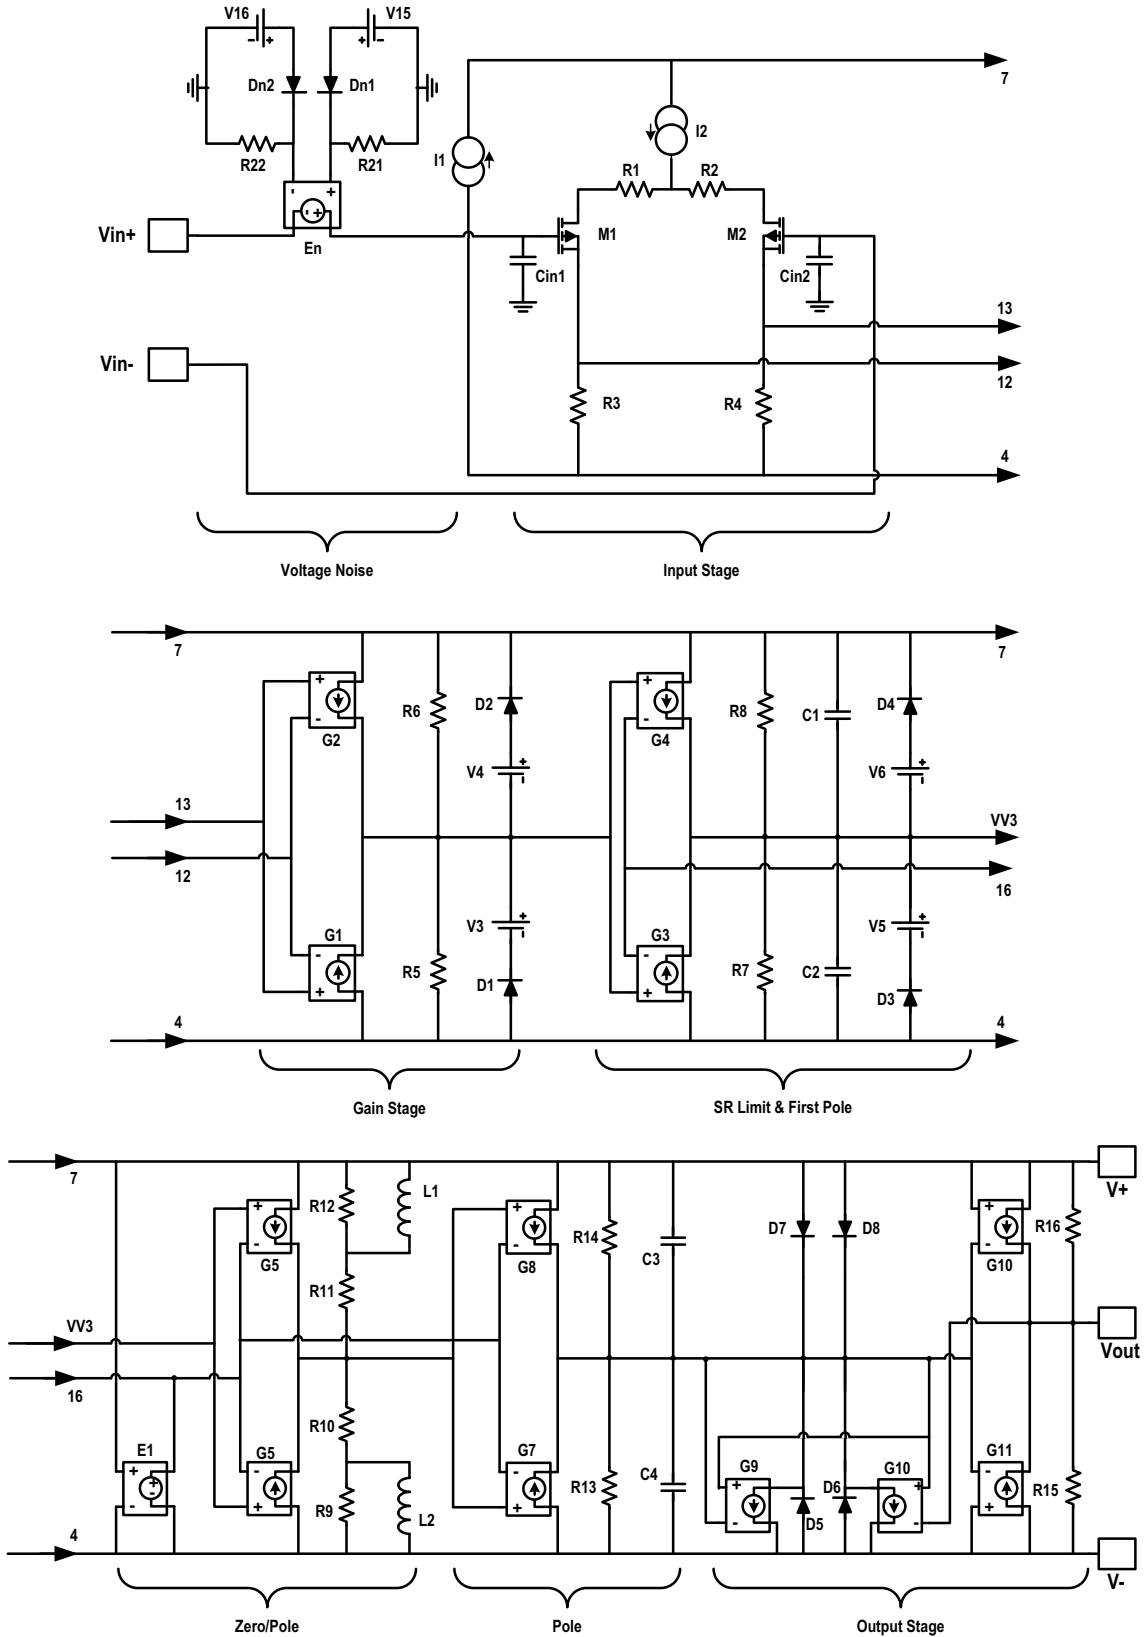 V16 V15
- + + -
Dn2 Dn1
7
I2
I1
R22 R21
R1 R2
- +
- +
Vin+
M1 M2
En
Cin1 Cin2
13
Vin-
12
R3 R4
4
Voltage Noise Input Stage
7 7
+ +
R6 D2 R8 C1 D4
- -
G2 G4
V4 + - V6 + -
13
VV3
12
16
V3 + - V5 + -
G1 G3
- -
R5 D1 R7 C2 D3
+ +
4 4
Gain Stage SR Limit & First Pole
7
V+
R12 L1
+ + +
D7 D8 R16
R14
- - -
G5 G8 C3 G10
R11
VV3
Vout
16
R10
E1 G5 G7 G9 D6 G10 G11
+ + - - - + + -
R13 C4 R15
- - + + - - +
R9 L2 D5
4
V-
Zero/Pole Pole Output Stage